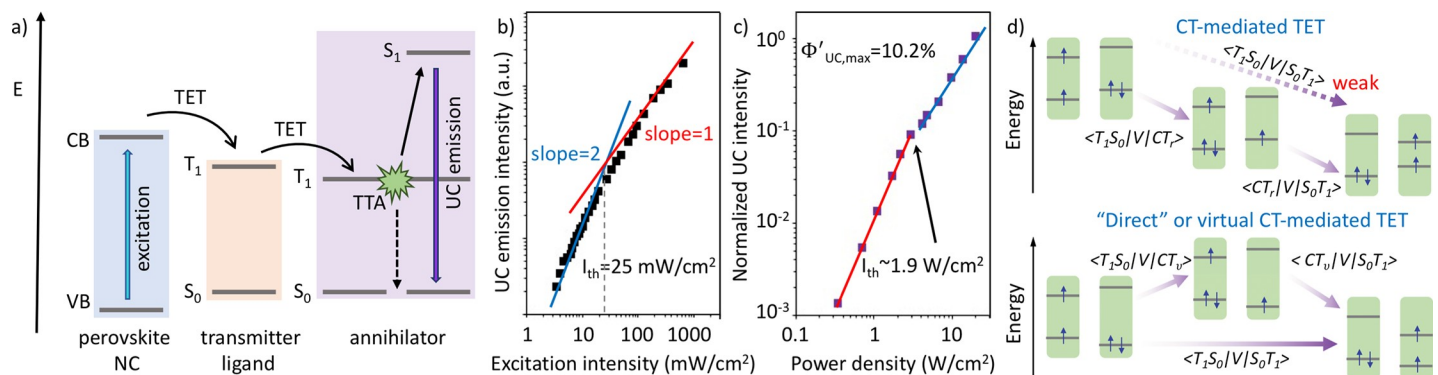 a)
E
CB
VB
excitation
perovskite
NC
TET
T₁
S₀
transmitter
ligand
TET
S₁
T₁
TTA
S₀
UC emission
annihilator
b)
UC emission intensity (a.u.)
slope=2
slope=1
Iₜₕ=25 mW/cm²
1 10 100 1000
Excitation intensity (mW/cm²)
c)
Normalized UC intensity
10⁰
10⁻¹
10⁻²
10⁻³
Φ′UC,max=10.2%
Iₜₕ~1.9 W/cm²
0.1 1 10
Power density (W/cm²)
d)
CT-mediated TET
Energy
<T₁S₀|V|S₀T₁>
weak
<T₁S₀|V|CTᵣ>
<CTᵣ|V|S₀T₁>
“Direct” or virtual CT-mediated TET
Energy
<T₁S₀|V|CTᵥ>
<CTᵥ|V|S₀T₁>
<T₁S₀|V|S₀T₁>